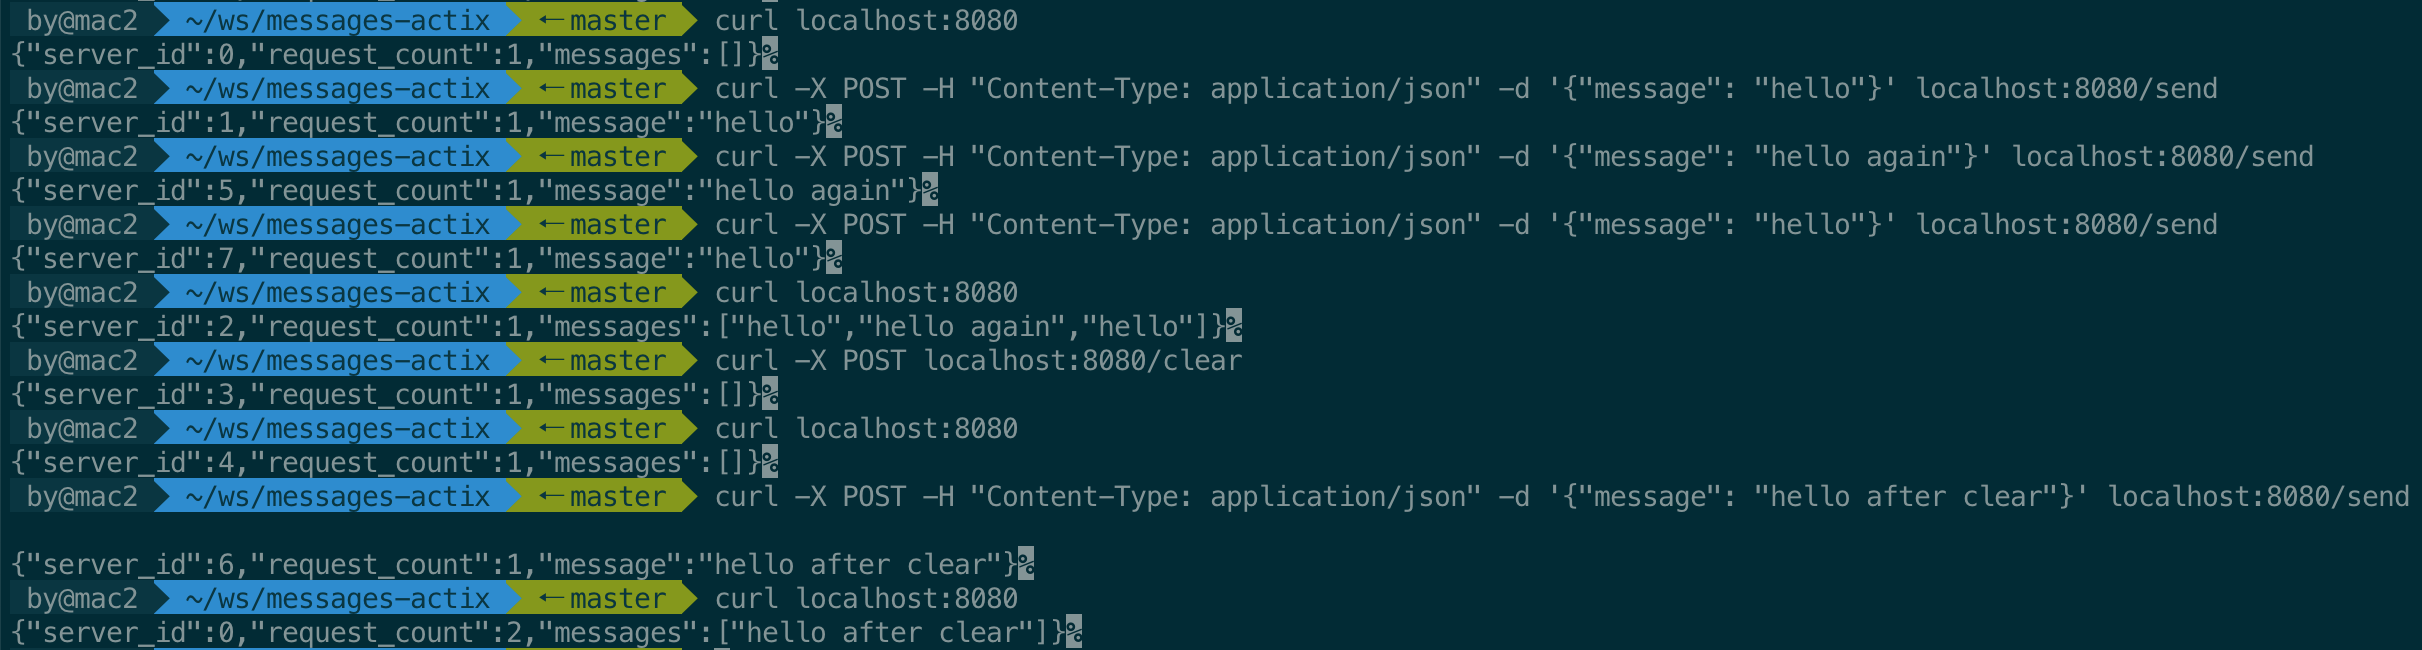 by@mac2 ~/ws/messages-actix ← master curl localhost:8080
{"server_id":0,"request_count":1,"messages":[]}%
by@mac2 ~/ws/messages-actix ← master curl -X POST -H "Content-Type: application/json" -d '{"message": "hello"}' localhost:8080/send
{"server_id":1,"request_count":1,"message":"hello"}%
by@mac2 ~/ws/messages-actix ← master curl -X POST -H "Content-Type: application/json" -d '{"message": "hello again"}' localhost:8080/send
{"server_id":5,"request_count":1,"message":"hello again"}%
by@mac2 ~/ws/messages-actix ← master curl -X POST -H "Content-Type: application/json" -d '{"message": "hello"}' localhost:8080/send
{"server_id":7,"request_count":1,"message":"hello"}%
by@mac2 ~/ws/messages-actix ← master curl localhost:8080
{"server_id":2,"request_count":1,"messages":["hello","hello again","hello"]}%
by@mac2 ~/ws/messages-actix ← master curl -X POST localhost:8080/clear
{"server_id":3,"request_count":1,"messages":[]}%
by@mac2 ~/ws/messages-actix ← master curl localhost:8080
{"server_id":4,"request_count":1,"messages":[]}%
by@mac2 ~/ws/messages-actix ← master curl -X POST -H "Content-Type: application/json" -d '{"message": "hello after clear"}' localhost:8080/send
{"server_id":6,"request_count":1,"message":"hello after clear"}%
by@mac2 ~/ws/messages-actix ← master curl localhost:8080
{"server_id":0,"request_count":2,"messages":["hello after clear"]}%